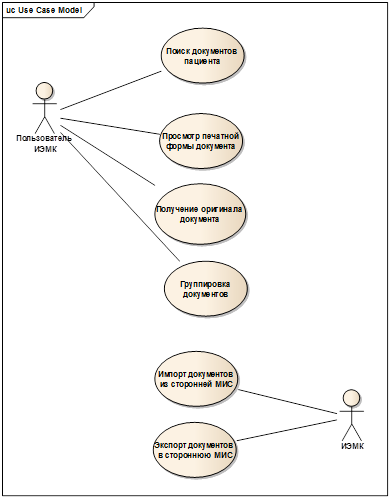 uc Use Case Model
Поиск документов
пациента
Пользователь
ИЭМК
Просмотр печатной
формы документа
Получение оригинала
документа
Группировка
документов
Импорт документов
из сторонней МИС
Экспорт документов
в стороннюю МИС
ИЭМК